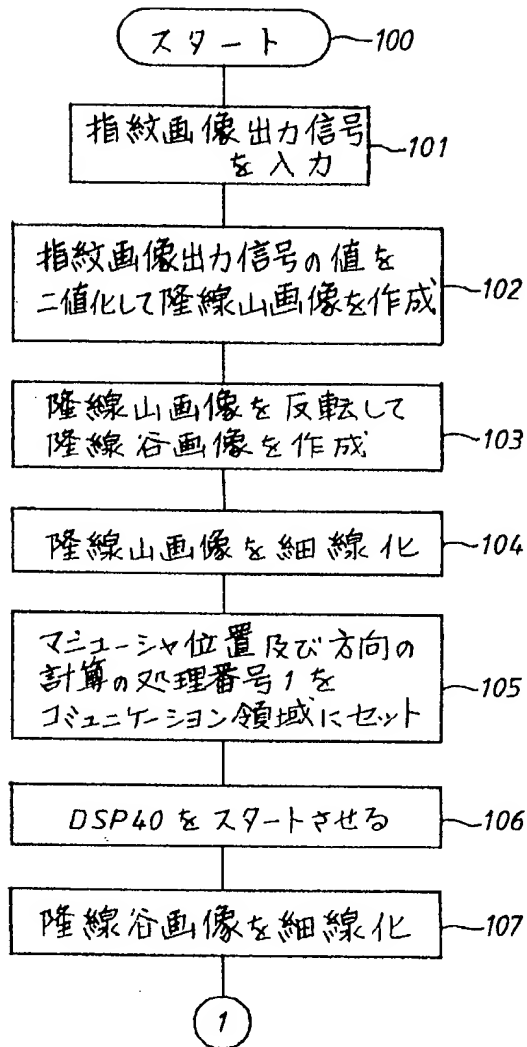 スタート
100
指紋画像出力信号
を入力
101
指紋画像出力信号の値を
二値化して隆線山画像を作成
102
隆線山画像を反転して
隆線谷画像を作成
103
隆線山画像を細線化
104
マニューシャ位置及び方向の
計算の処理番号1を
コミュニケーション領域にセット
105
DSP40をスタートさせる
106
隆線谷画像を細線化
107
1